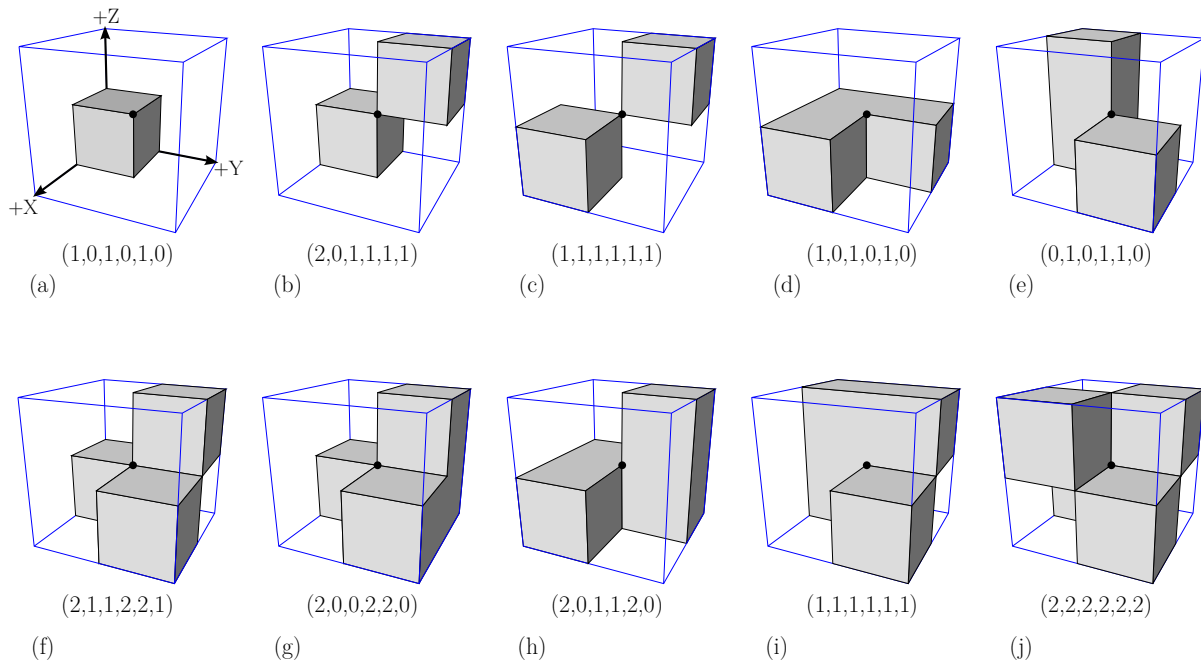 +Z
+Y
+X
(1,0,1,0,1,0)
(2,0,1,1,1,1)
(1,1,1,1,1,1)
(1,0,1,0,1,0)
(0,1,0,1,1,0)
(a)
(b)
(c)
(d)
(e)
(2,1,1,2,2,1)
(2,0,0,2,2,0)
(2,0,1,1,2,0)
(1,1,1,1,1,1)
(2,2,2,2,2,2)
(f)
(g)
(h)
(i)
(j)